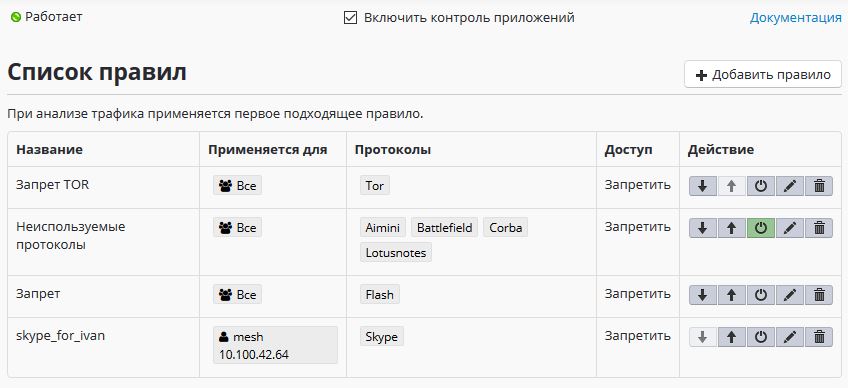 Работает
Включить контроль приложений
Документация
Список правил
Добавить правило
При анализе трафика применяется первое подходящее правило.
Название Применяется для Протоколы Доступ Действие
Запрет TOR Все Tor Запретить
Неиспользуемые Все Aimini Battlefield Corba Запретить
протоколы Lotusnotes
Запрет Все Flash Запретить
skype_for_ivan mesh Skype Запретить
10.100.42.64